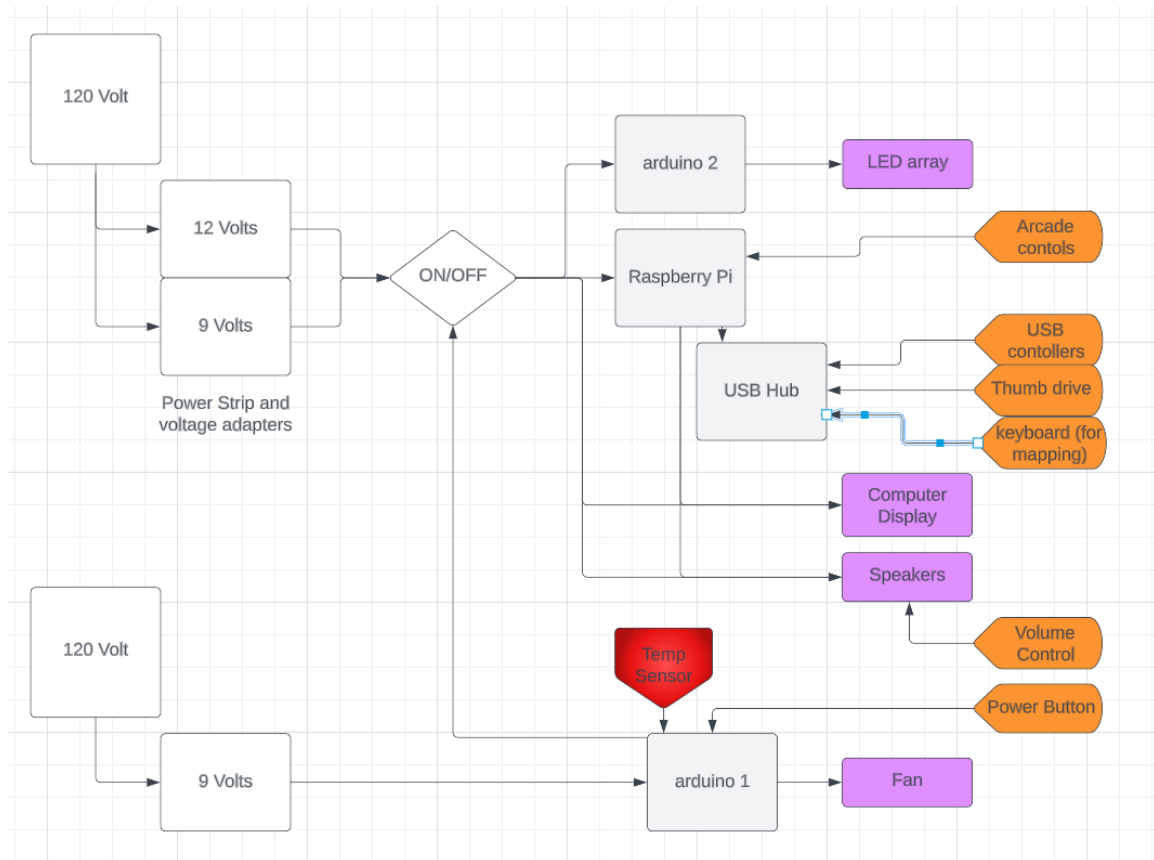 120 Volt
12 Volts
9 Volts
Power Strip and
voltage adapters
ON/OFF
arduino 2
LED array
Raspberry Pi
Arcade
contols
USB Hub
USB
contollers
Thumb drive
keyboard (for
mapping)
Computer
Display
Speakers
Volume
Control
120 Volt
9 Volts
Temp
Sensor
Power Button
arduino 1
Fan